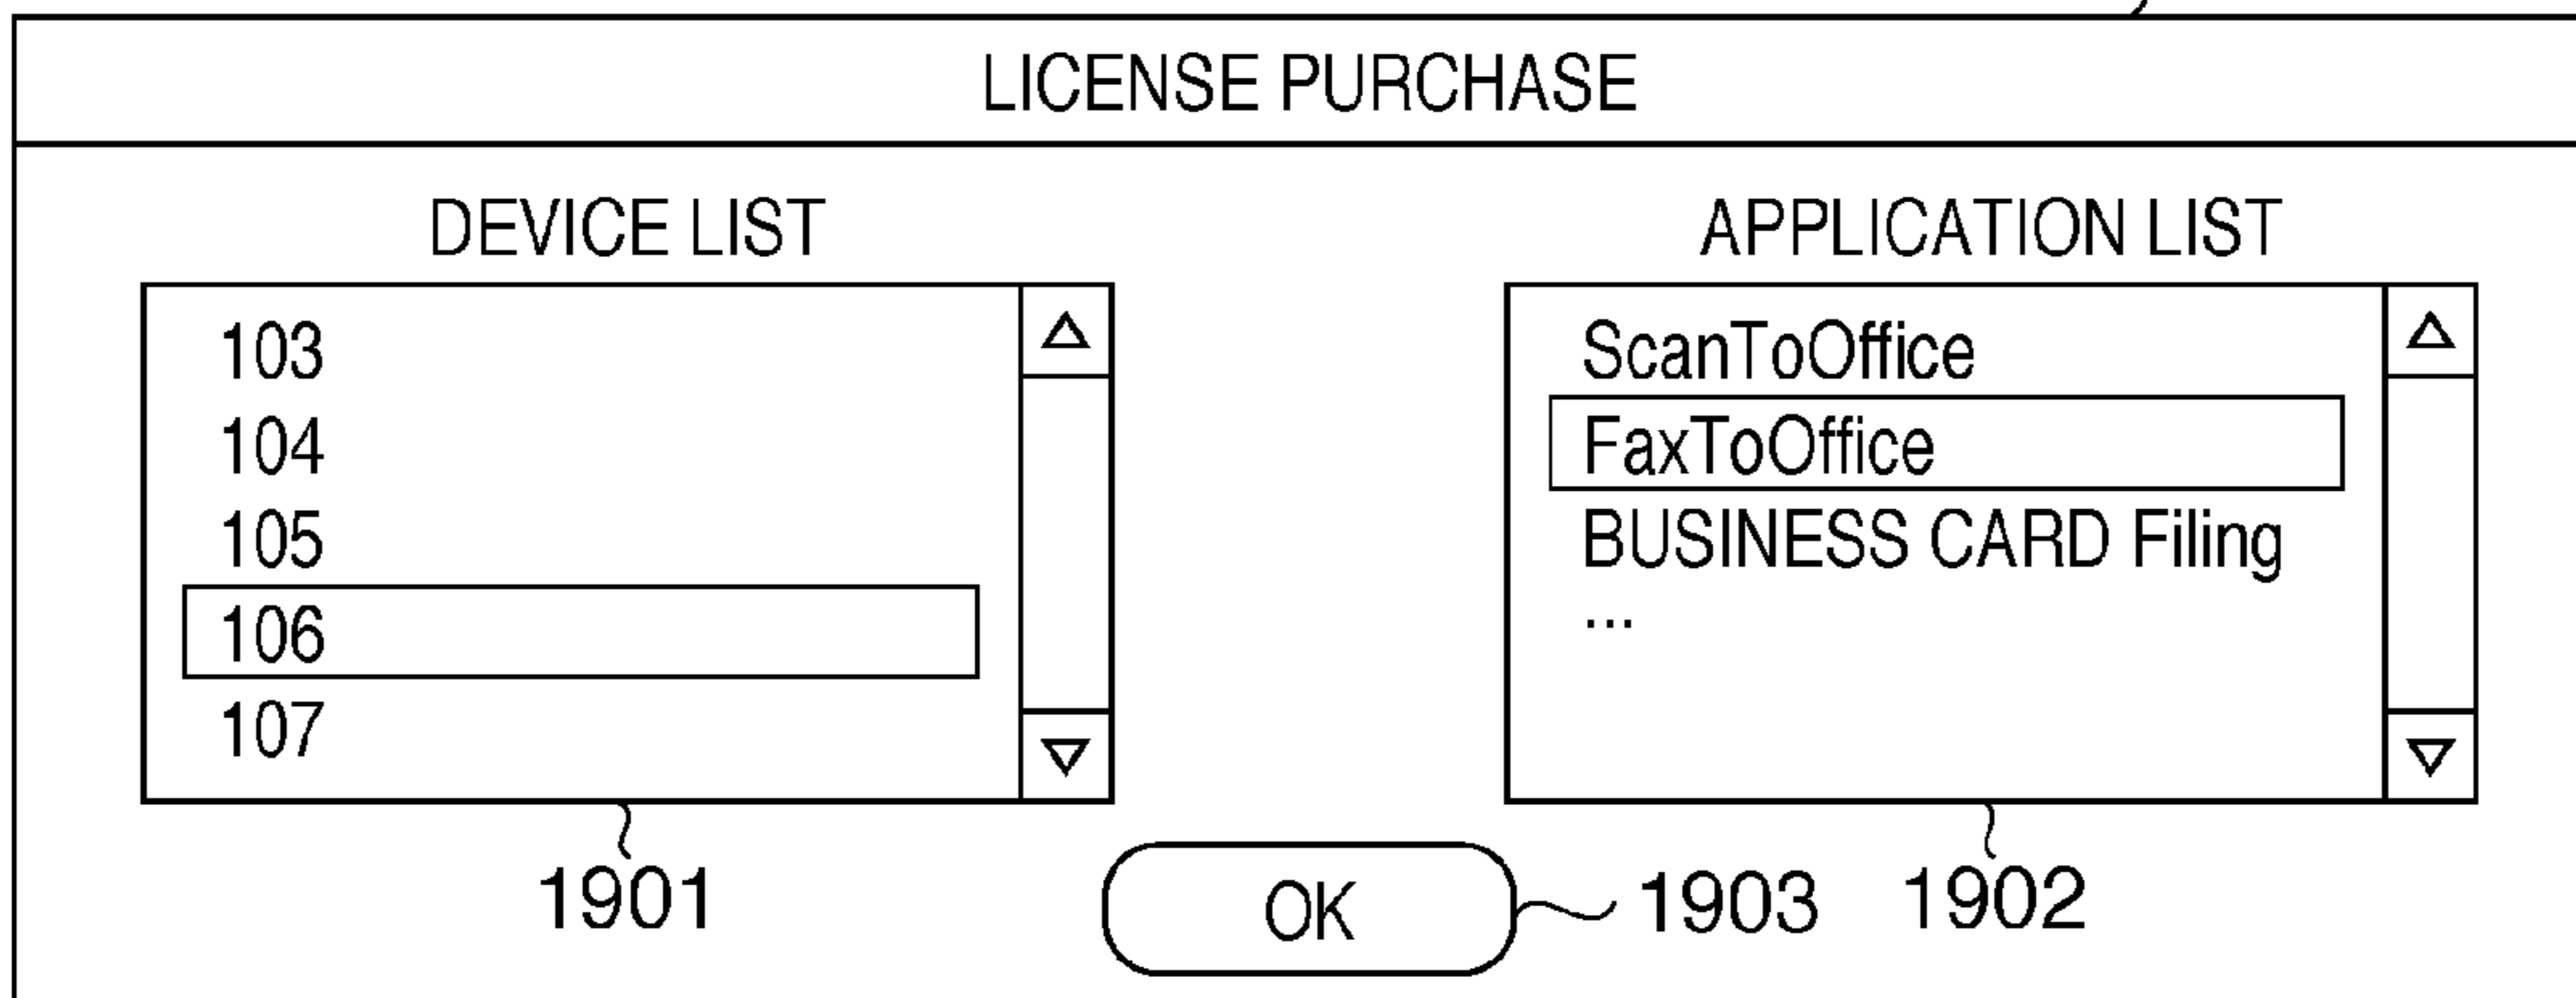 LICENSE PURCHASE
DEVICE LIST
103
104
105
106
107
1901
APPLICATION LIST
ScanToOffice
FaxToOffice
BUSINESS CARD Filing
...
1902
OK
1903